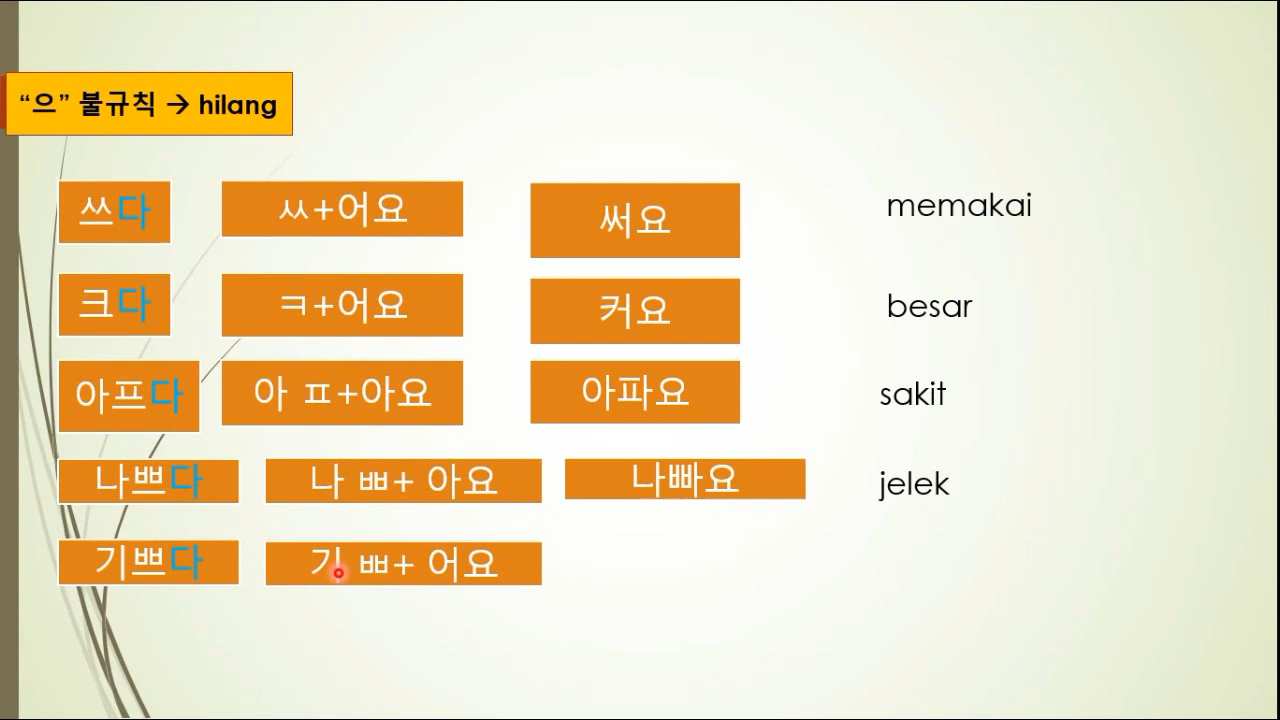 “으” 불규칙 → hilang
쓰다 ㅆ+어요 써요 memakai
크다 ㅋ+어요 커요 besar
아프다 아 ㅍ+아요 아파요 sakit
나쁘다 나 ㅃ+ 아요 나빠요 jelek
기쁘다 기 ㅃ+ 어요